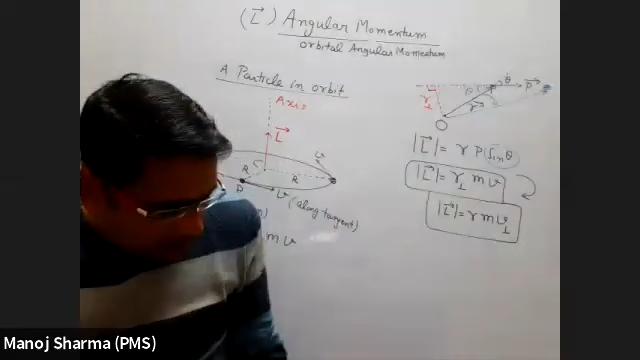 (L⃗) Angular Momentum
orbital Angular Momentum
A Particle in orbit
Axis
L⃗
R
R
v
v (along tangent)
m v
r⊥
θ
θ
P⃗
r⃗
O
|L⃗| = r P (Sin θ
|L⃗| = r⊥ m v
|L⃗| = r m v⊥
Manoj Sharma (PMS)